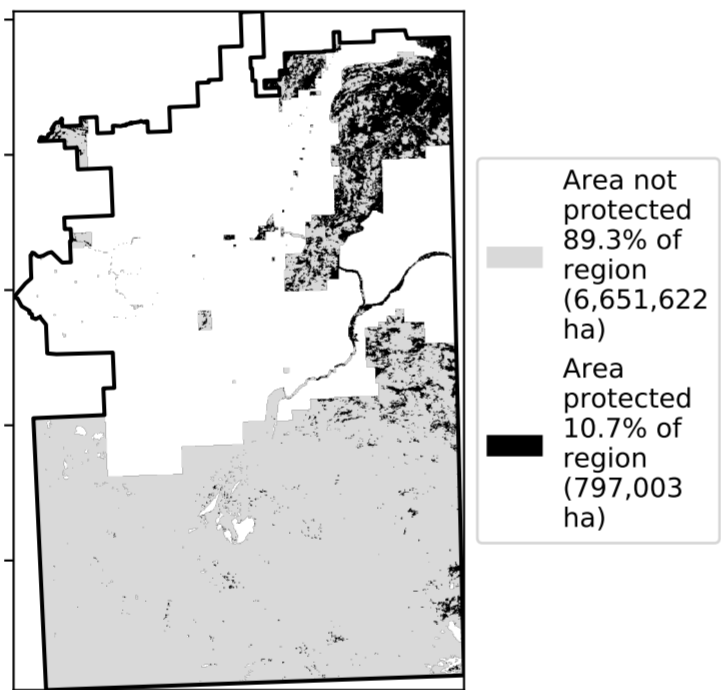 Area not
protected
89.3% of
region
(6,651,622
ha)
Area
protected
10.7% of
region
(797,003
ha)